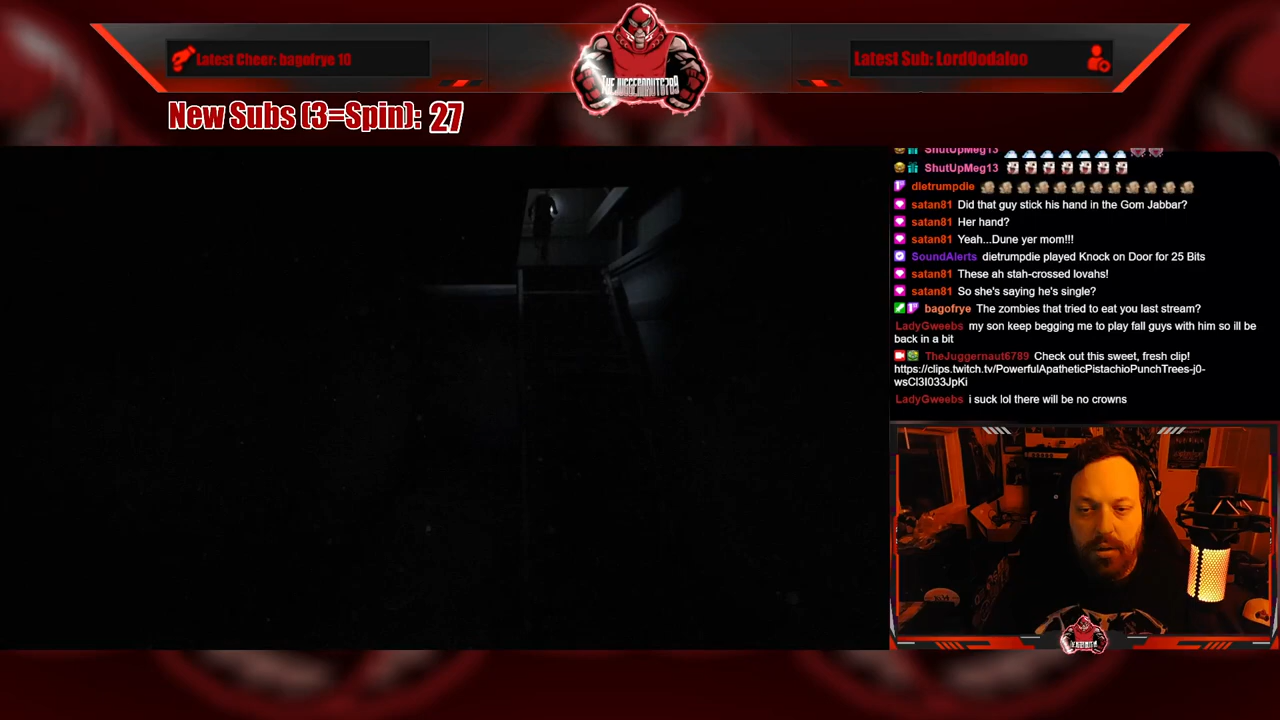 Latest Cheer: bagofrye 10
THEJUGGERNAUT6789
Latest Sub: LordOodaloo
New Subs (3=Spin): 27
ShutUpMeg13
ShutUpMeg13
dietrumpdie
satan81 Did that guy stick his hand in the Gom Jabbar?
satan81 Her hand?
satan81 Yeah...Dune yer mom!!!
SoundAlerts dietrumpdie played Knock on Door for 25 Bits
satan81 These ah stah-crossed lovahs!
satan81 So she's saying he's single?
bagofrye The zombies that tried to eat you last stream?
LadyGweebs my son keep begging me to play fall guys with him so ill be
back in a bit
TheJuggernaut6789 Check out this sweet, fresh clip!
https://clips.twitch.tv/PowerfulApatheticPistachioPunchTrees-j0-
wsCl3I033JpKi
LadyGweebs i suck lol there will be no crowns